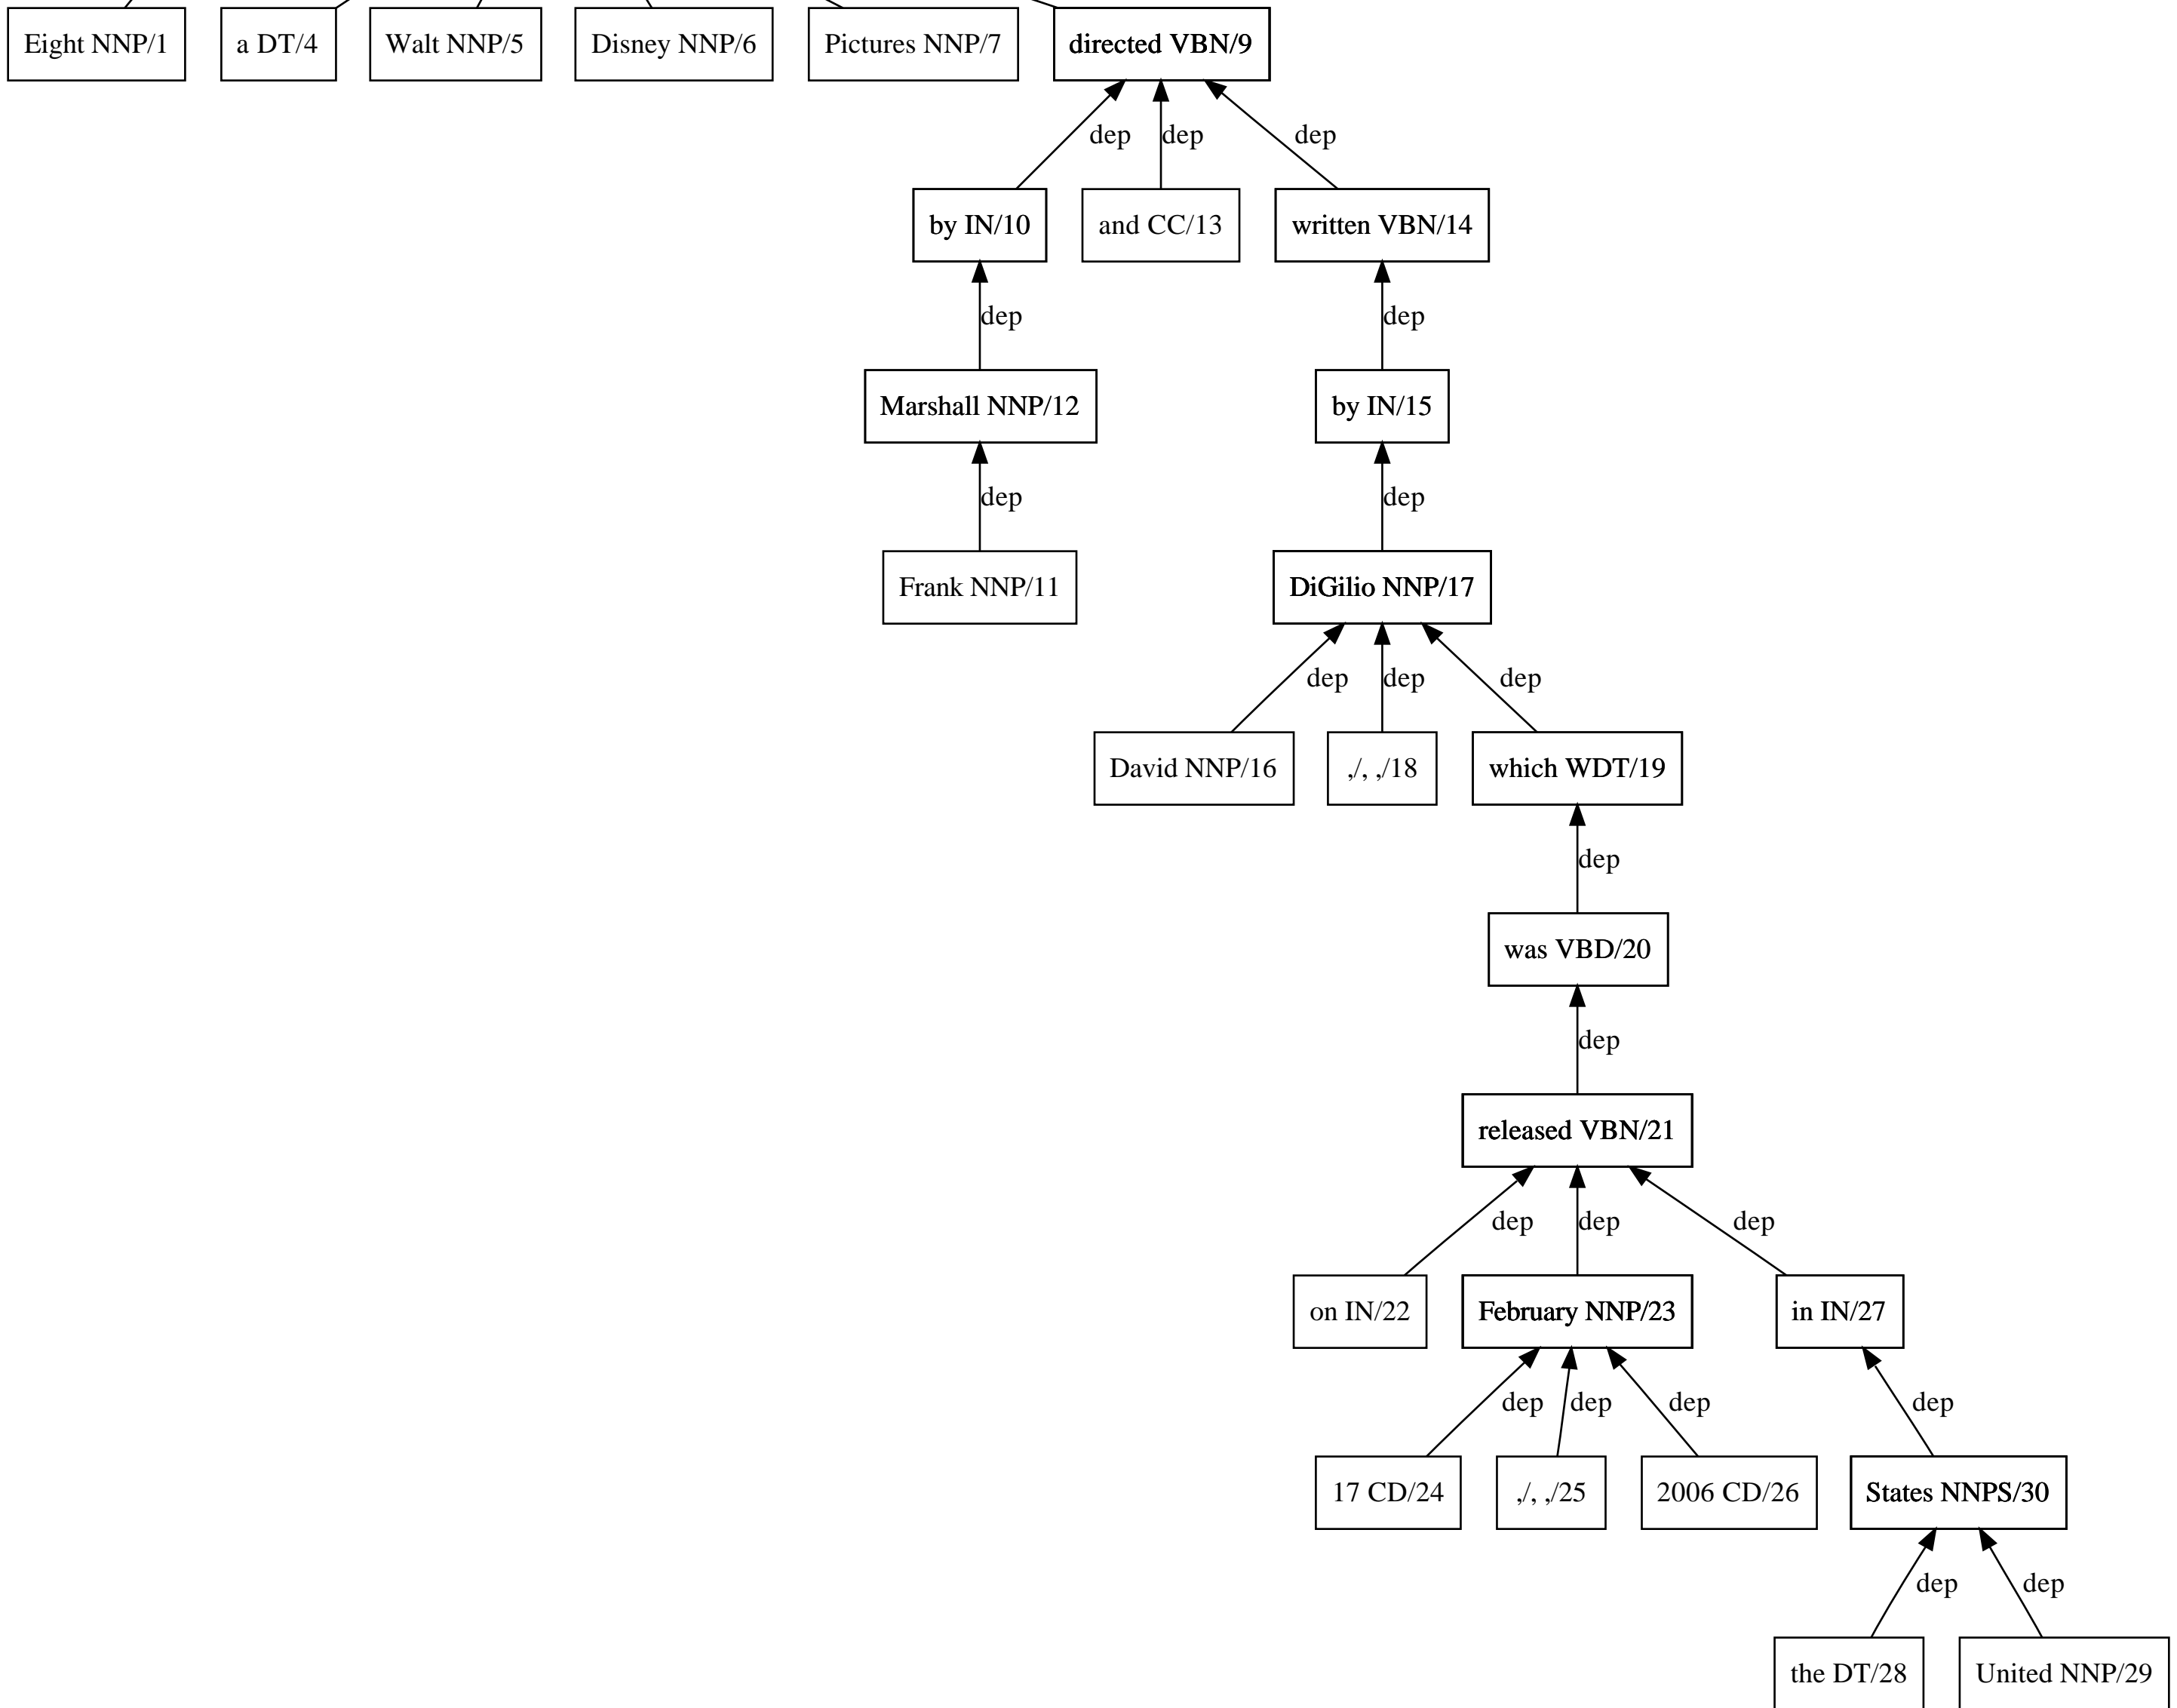 Eight NNP/1
a DT/4
Walt NNP/5
Disney NNP/6
Pictures NNP/7
directed VBN/9
dep
dep
dep
by IN/10
and CC/13
written VBN/14
dep
dep
Marshall NNP/12
by IN/15
dep
dep
Frank NNP/11
DiGilio NNP/17
dep
dep
dep
David NNP/16
,/, ,/18
which WDT/19
dep
was VBD/20
dep
released VBN/21
dep
dep
dep
on IN/22
February NNP/23
in IN/27
dep
dep
dep
dep
17 CD/24
,/, ,/25
2006 CD/26
States NNPS/30
dep
dep
the DT/28
United NNP/29